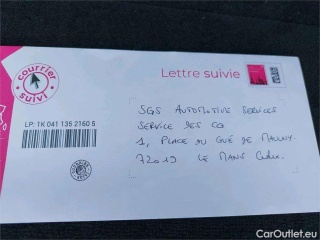 courrier
suivi
Lettre suivie
LP: 1K 041 135 2160 5
SGS AUTOMOTIVE SERVICES
SERVICE DES CG
1, PLACE DU GUÉ DE MAULNY
72019 LE MANS Cedex.
CarOutlet.eu